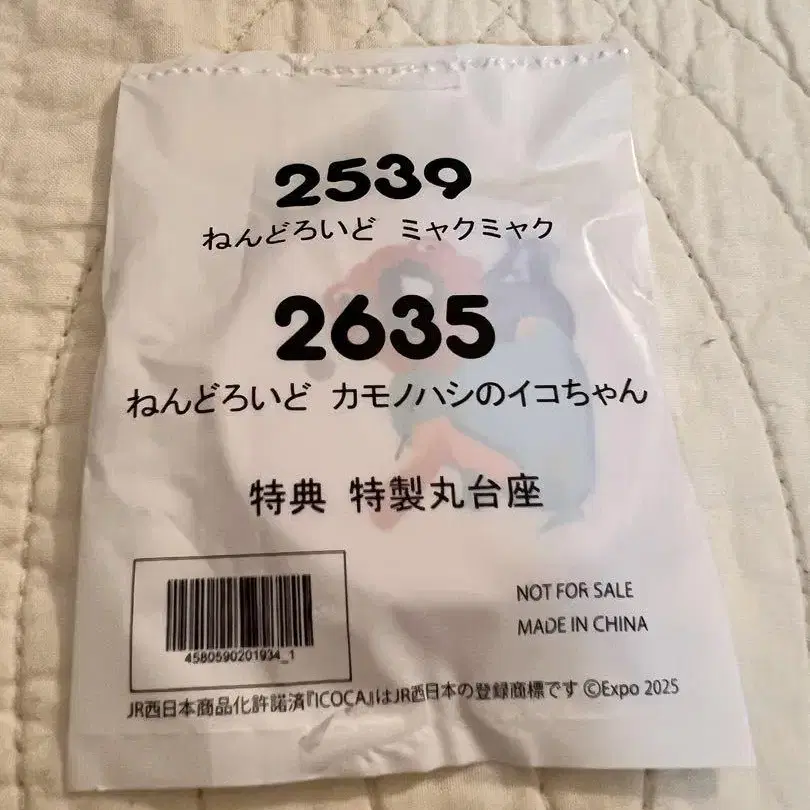 2539
ねんどろいど ミャクミャク
2635
ねんどろいど カモノハシのイコちゃん
特典 特製丸台座
4580590201934_1
NOT FOR SALE
MADE IN CHINA
JR西日本商品化許諾済『ICOCA』はJR西日本の登録商標です ©Expo 2025